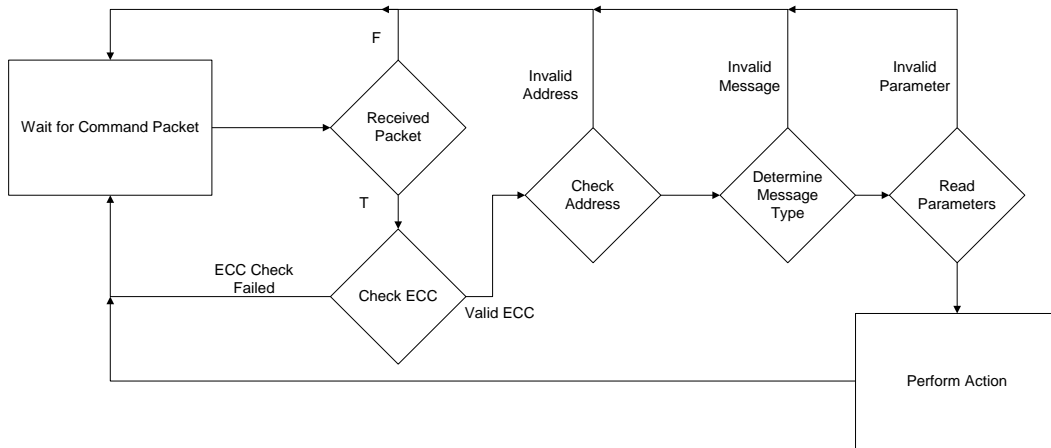 F
Invalid
Address
Invalid
Message
Invalid
Parameter
Wait for Command Packet
Received
Packet
Check
Address
Determine
Message
Type
Read
Parameters
T
ECC Check
Failed
Check ECC
Valid ECC
Perform Action